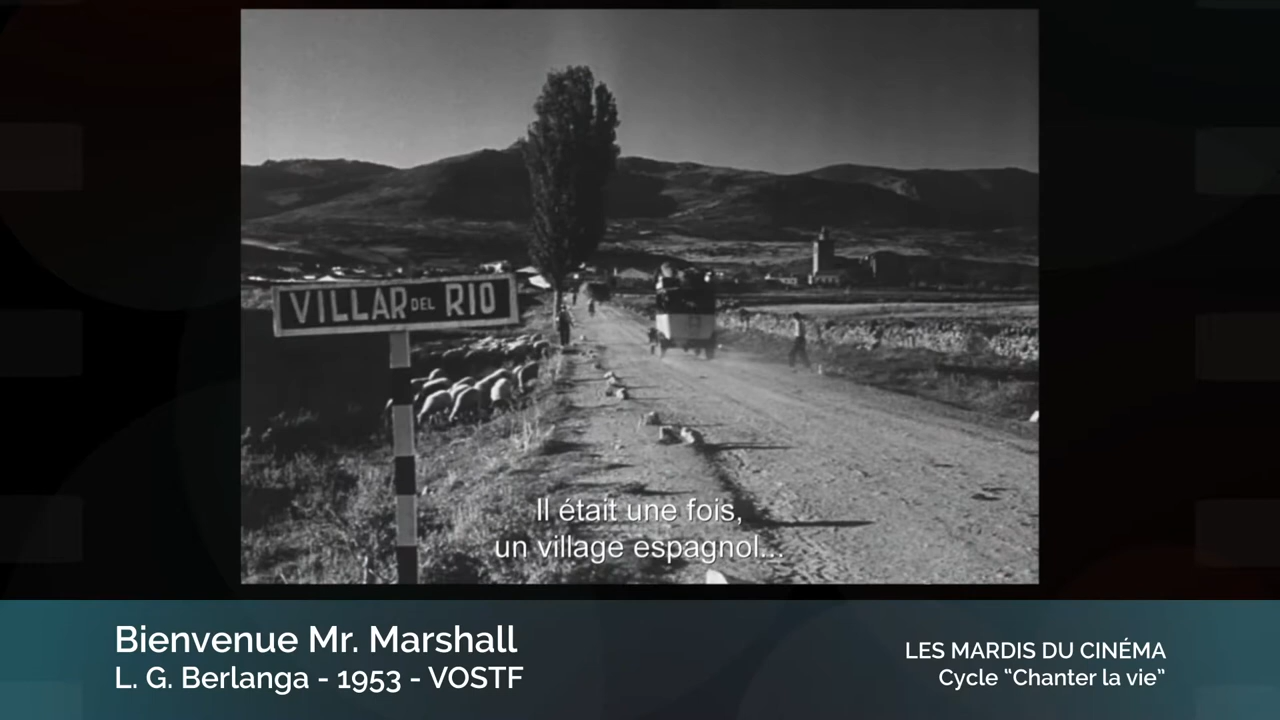 VILLAR DEL RIO
Il était une fois,
un village espagnol...
Bienvenue Mr. Marshall
L. G. Berlanga - 1953 - VOSTF
LES MARDIS DU CINÉMA
Cycle “Chanter la vie”